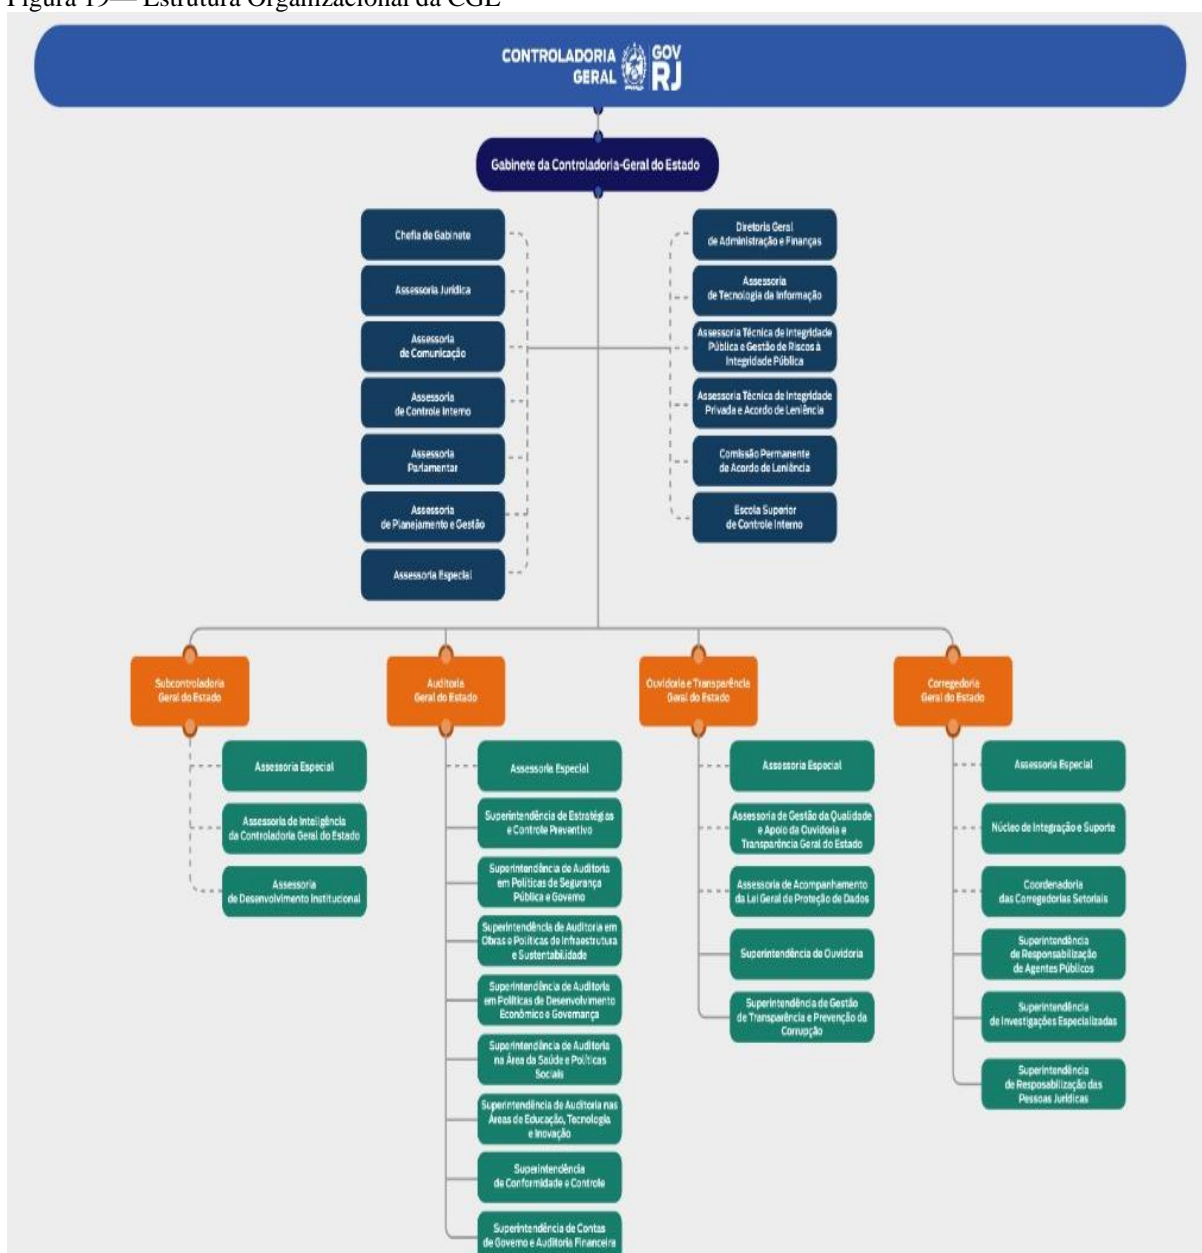 Figura 19— Estrutura Organizacional da CGE
CONTROLADORIA
GERAL
GOV
RJ
Gabinete da Controladoria-Geral do Estado
Chefia de Gabinete
Assessoria Jurídica
Assessoria
de Comunicação
Assessoria
de Controle Interno
Assessoria
Parlamentar
Assessoria
de Planejamento e Gestão
Assessoria Especial
Diretoria Geral
de Administração e Finanças
Assessoria
de Tecnologia da Informação
Assessoria Técnica de Integridade
Pública e Gestão de Riscos à
Integridade Pública
Assessoria Técnica de Integridade
Privada e Acordo de Leniência
Comissão Permanente
de Acordo de Leniência
Escola Superior
de Controle Interno
Subcontroladoria
Geral do Estado
Assessoria Especial
Assessoria de Inteligência
da Controladoria Geral do Estado
Assessoria
de Desenvolvimento Institucional
Auditoria
Geral do Estado
Assessoria Especial
Superintendência de Estratégias
e Controle Preventivo
Superintendência de Auditoria
em Políticas de Segurança
Pública e Governo
Superintendência de Auditoria em
Obras e Políticas de Infraestrutura
e Sustentabilidade
Superintendência de Auditoria
em Políticas de Desenvolvimento
Econômico e Governança
Superintendência de Auditoria
na Área da Saúde e Políticas
Sociais
Superintendência de Auditoria nas
Áreas de Educação, Tecnologia
e Inovação
Superintendência
de Conformidade e Controle
Superintendência de Contas
de Governo e Auditoria Financeira
Ouvidoria e Transparência
Geral do Estado
Assessoria Especial
Assessoria de Gestão da Qualidade
e Apoio da Ouvidoria e
Transparência Geral do Estado
Assessoria de Acompanhamento
da Lei Geral de Proteção de Dados
Superintendência de Ouvidoria
Superintendência de Gestão
de Transparência e Prevenção da
Corrupção
Corregedoria
Geral do Estado
Assessoria Especial
Núcleo de Integração e Suporte
Coordenadoria
das Corregedorias Setoriais
Superintendência
de Responsabilização
de Agentes Públicos
Superintendência
de Investigações Especializadas
Superintendência
de Resposabilização das
Pessoas Jurídicas